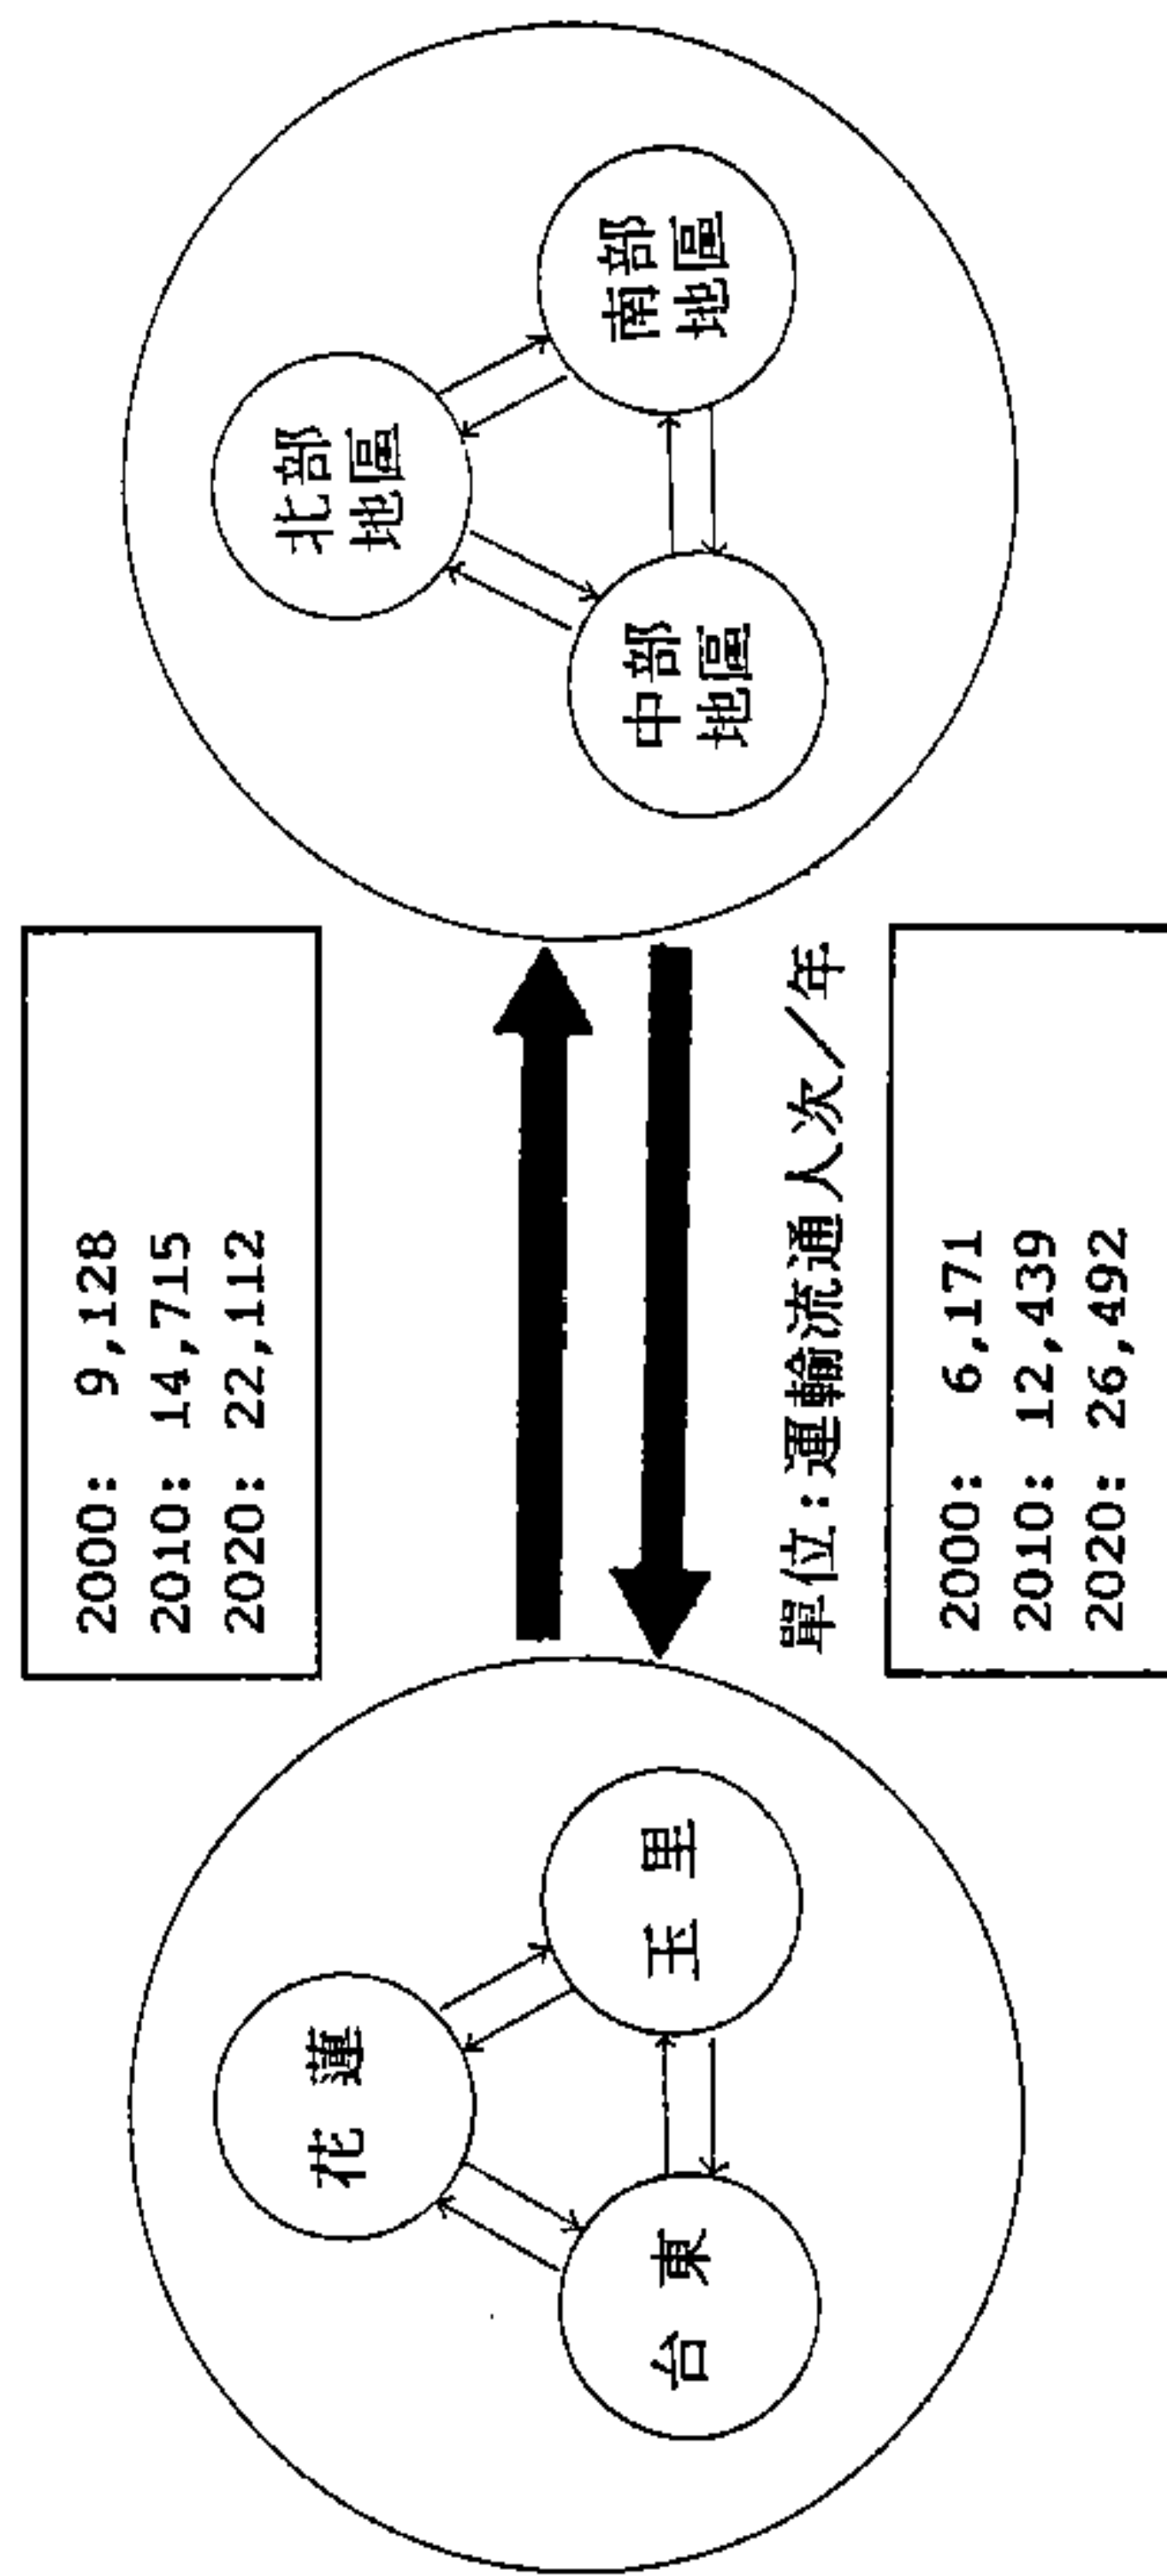 2000: 9,128
2010: 14,715
2020: 22,112
花蓮
玉里
台東
北部
地區
南部
地區
中部
地區
單位：運輸流通人次／年
2000: 6,171
2010: 12,439
2020: 26,492